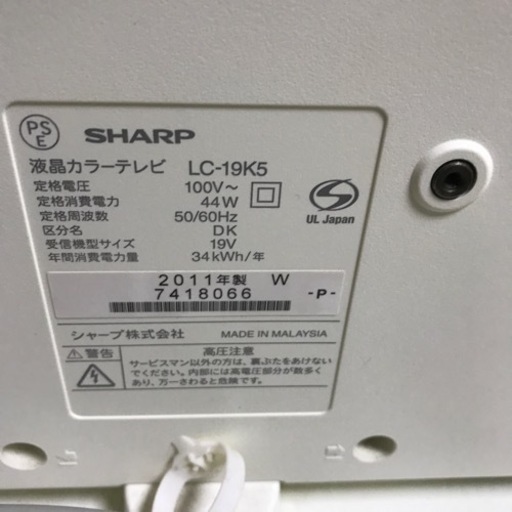 PS
E
SHARP
液晶カラーテレビ LC-19K5
定格電圧 100V～
定格消費電力 44W
定格周波数 50/60Hz
区分名 DK
受信機型サイズ 19V
年間消費電力量 34kWh/年
S
UL Japan
2011年製 W
7418066 -P-
シャープ株式会社 MADE IN MALAYSIA
⚠警告 高圧注意
サービスマン以外の方は、裏ぶたをあけない
でください。内部には高電圧部分が数多く
あり、万一さわると危険です。